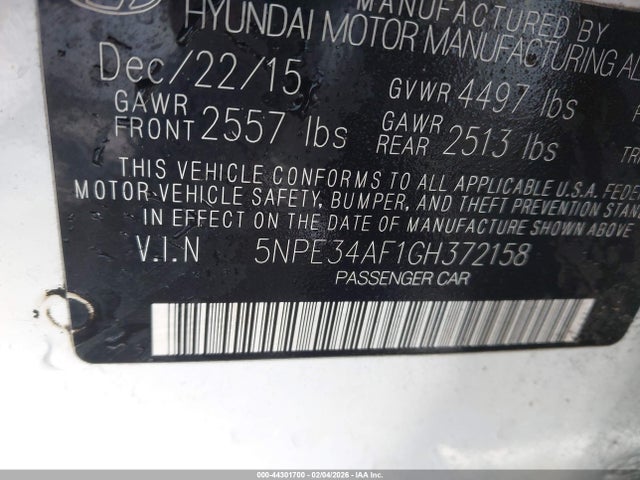 MANUFACTURED BY
HYUNDAI MOTOR MANUFACTURING
Dec/22/15 GVWR 4497 lbs
GAWR FRONT 2557 lbs GAWR REAR 2513 lbs
THIS VEHICLE CONFORMS TO ALL APPLICABLE U.S.A. 
MOTOR-VEHICLE SAFETY, BUMPER, AND THEFT PREVENTION
IN EFFECT ON THE DATE OF MANUFACTURE SHOWN ABOVE
V.I.N 5NPE34AF1GH372158
PASSENGER CAR
000-44301700 - 02/04/2026 - COPYRIGHT IAA, LLC.